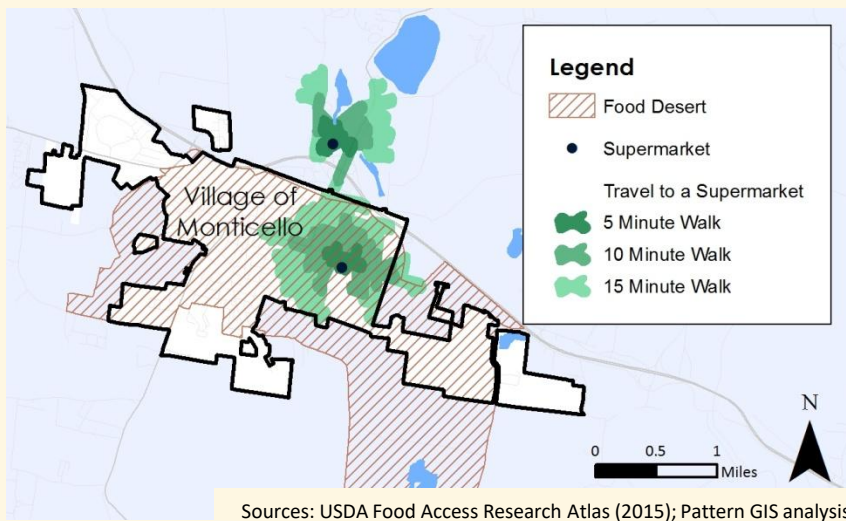 Legend
Food Desert
Supermarket
Travel to a Supermarket
5 Minute Walk
10 Minute Walk
15 Minute Walk
Village of
Monticello
N
0 0.5 1
Miles
Sources: USDA Food Access Research Atlas (2015); Pattern GIS analysis